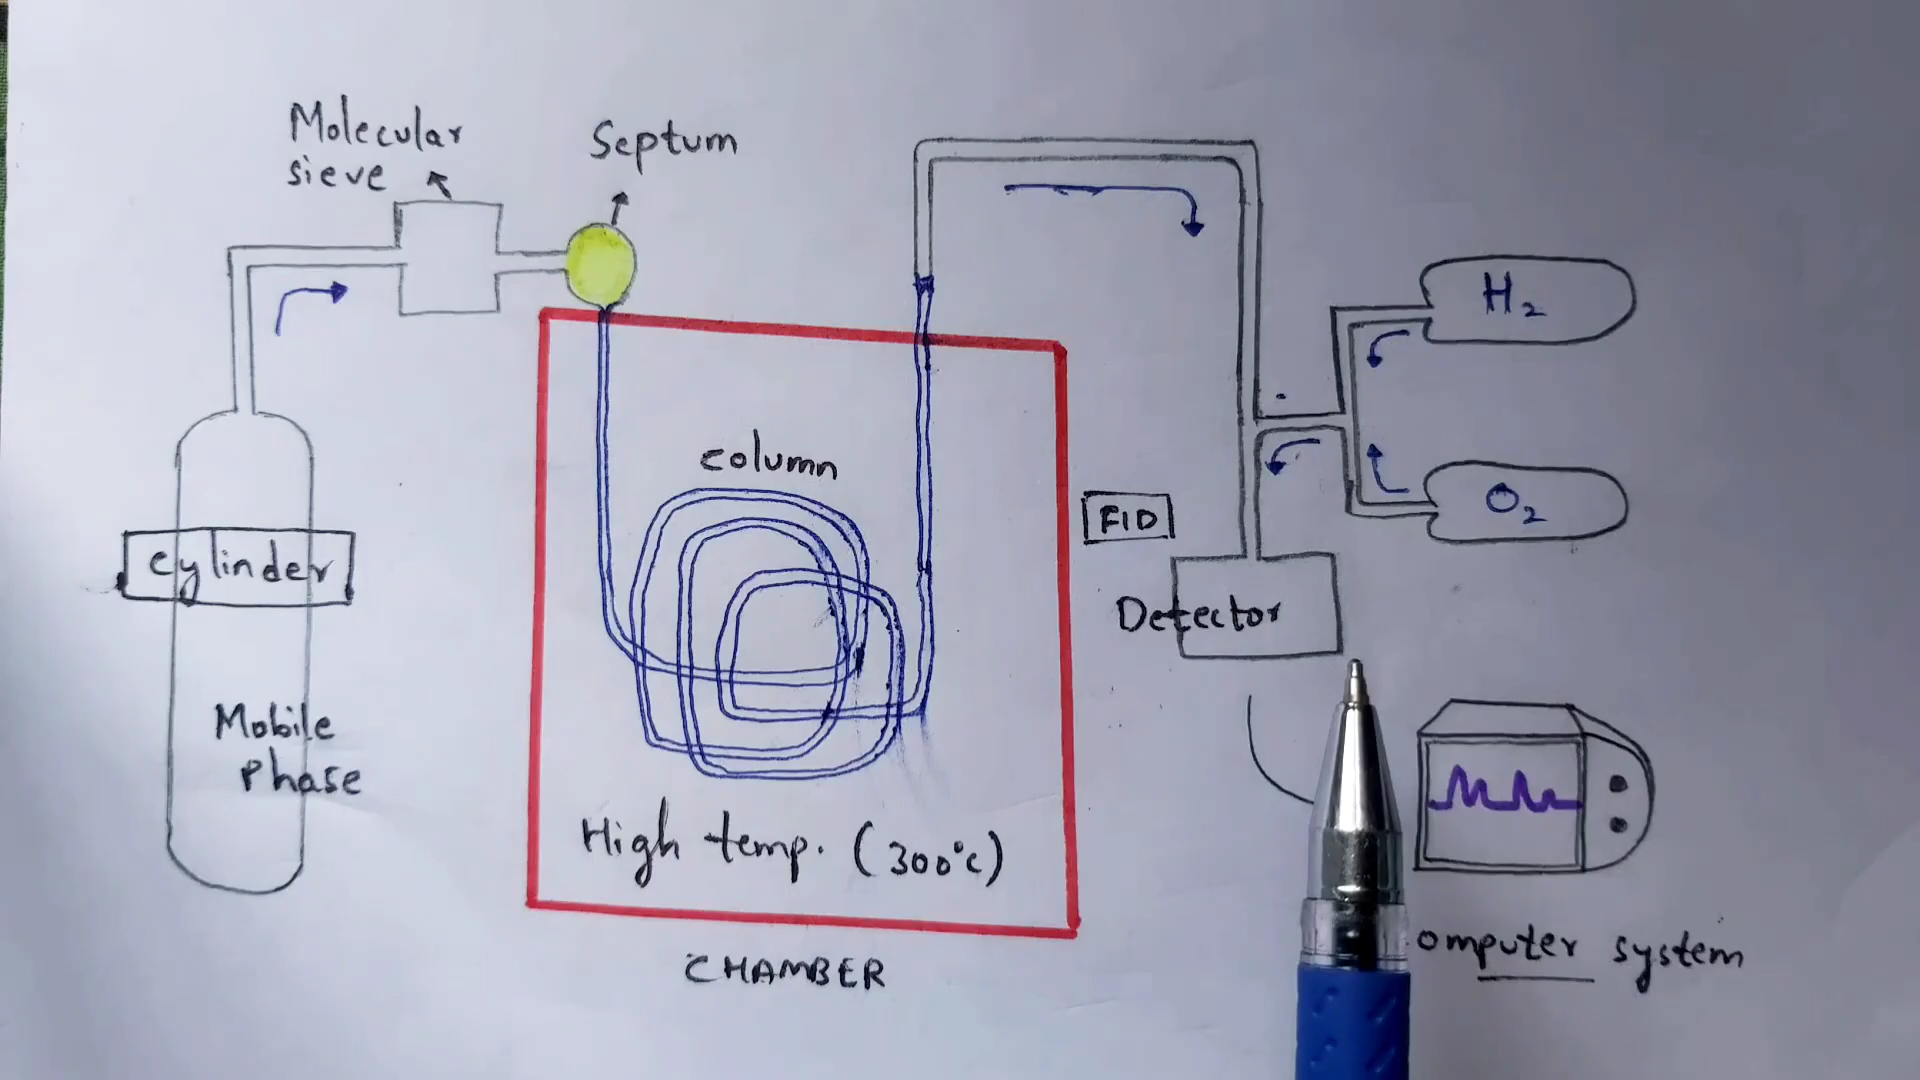 Molecular
sieve
Septum
H2
column
O2
FID
cylinder
Detector
Mobile
Phase
High temp. (300°c)
CHAMBER
omputer system